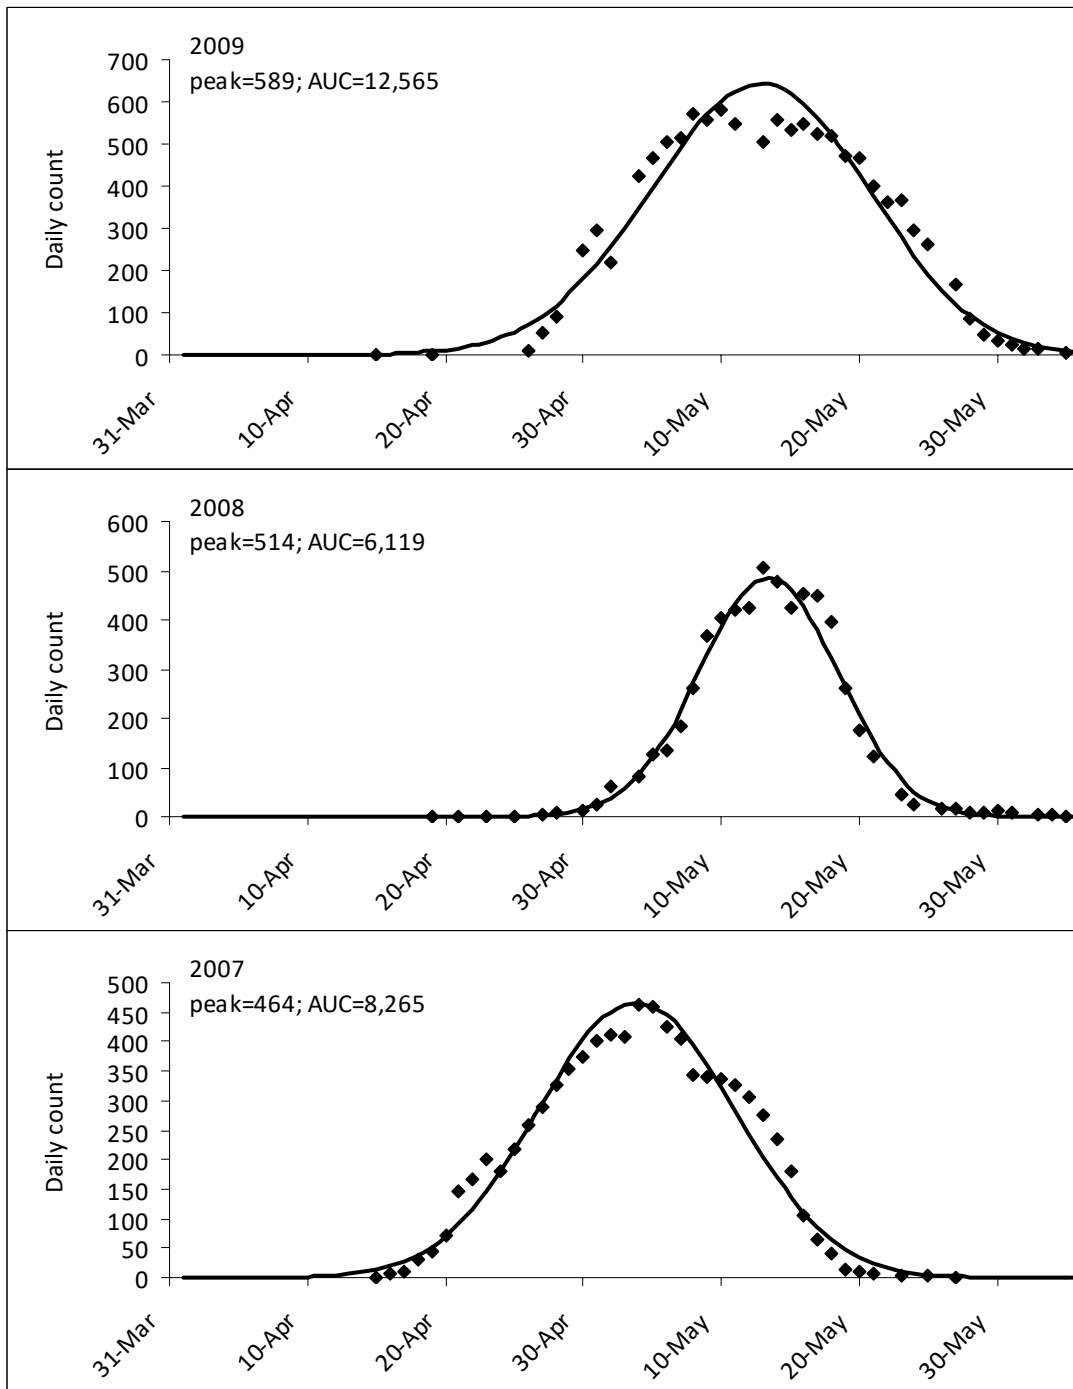 2009
peak=589; AUC=12,565
700
600
500
400
300
200
100
0
Daily count
31-Mar
10-Apr
20-Apr
30-Apr
10-May
20-May
30-May
2008
peak=514; AUC=6,119
600
500
400
300
200
100
0
Daily count
31-Mar
10-Apr
20-Apr
30-Apr
10-May
20-May
30-May
2007
peak=464; AUC=8,265
500
450
400
350
300
250
200
150
100
50
0
Daily count
31-Mar
10-Apr
20-Apr
30-Apr
10-May
20-May
30-May